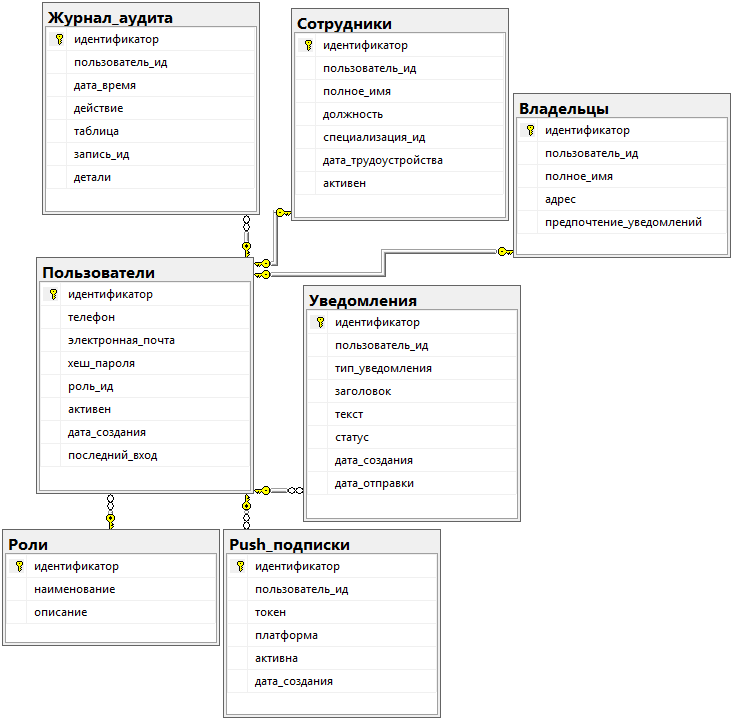 Журнал_аудита
идентификатор
пользователь_ид
дата_время
действие
таблица
запись_ид
детали
Сотрудники
идентификатор
пользователь_ид
полное_имя
должность
специализация_ид
дата_трудоустройства
активен
Владельцы
идентификатор
пользователь_ид
полное_имя
адрес
предпочтение_уведомлений
Пользователи
идентификатор
телефон
электронная_почта
хеш_пароля
роль_ид
активен
дата_создания
последний_вход
Уведомления
идентификатор
пользователь_ид
тип_уведомления
заголовок
текст
статус
дата_создания
дата_отправки
Роли
идентификатор
наименование
описание
Push_подписки
идентификатор
пользователь_ид
токен
платформа
активна
дата_создания